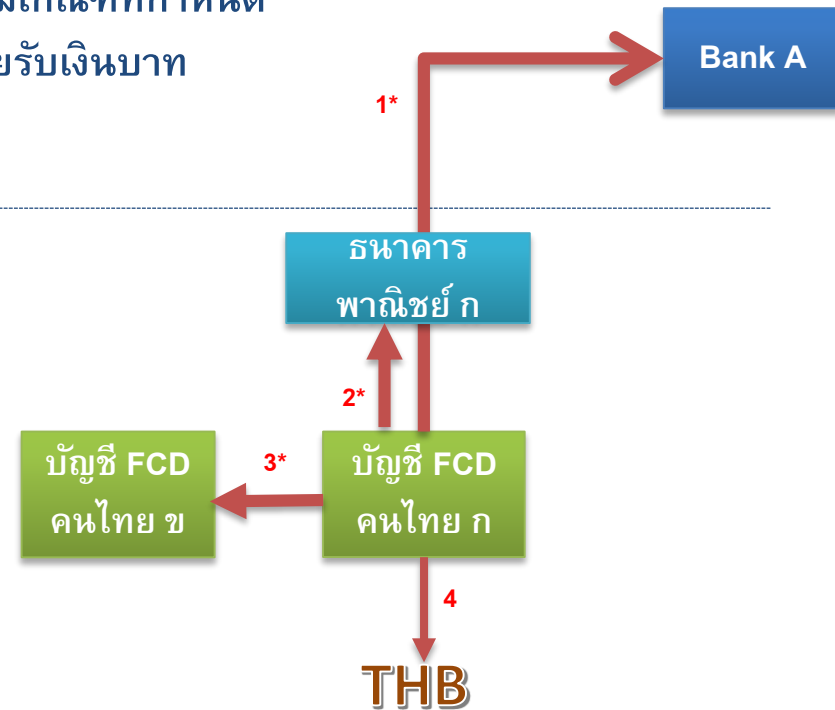 ยรับเงินบาท
Bank A
1*
ธนาคาร
พาณิชย์ ก
2*
บัญชี FCD
คนไทย ข
3*
บัญชี FCD
คนไทย ก
4
THB